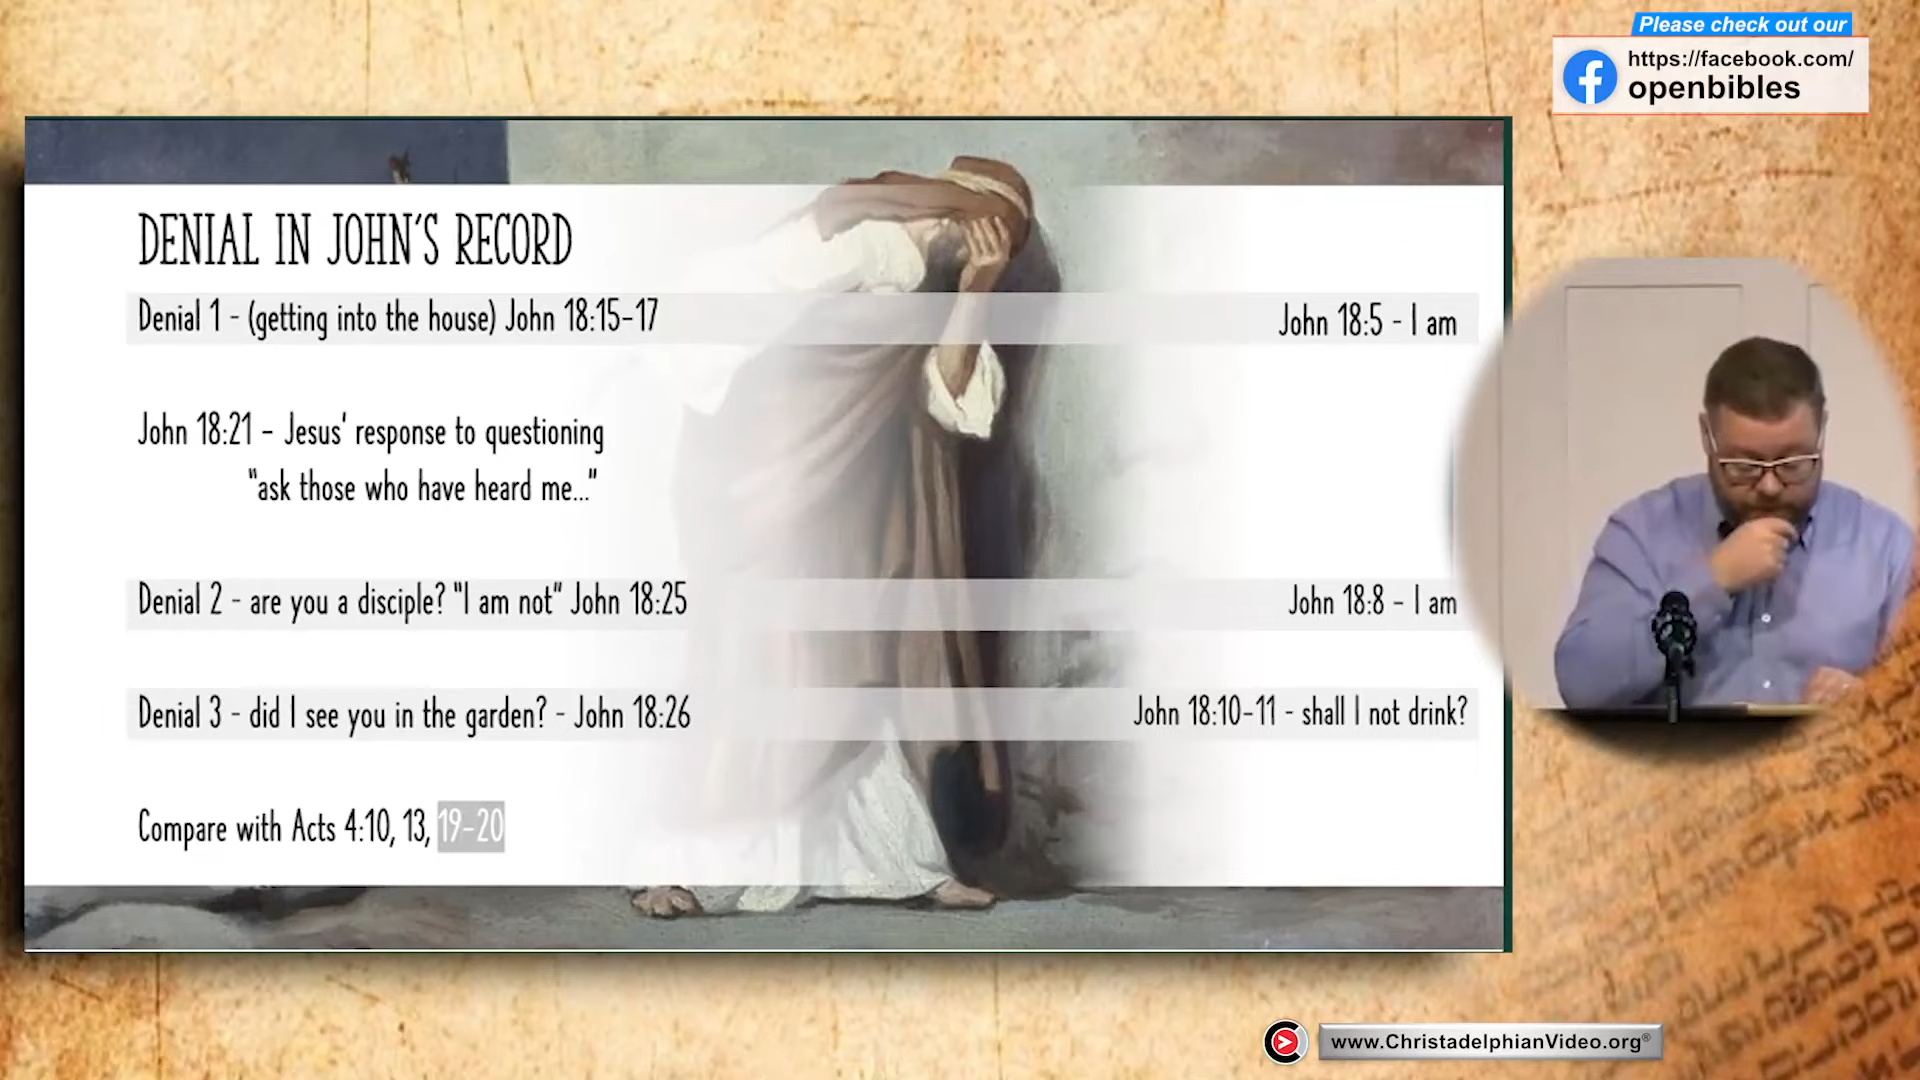 Please check out our
https://facebook.com/
openbibles
DENIAL IN JOHN'S RECORD
Denial 1 - (getting into the house) John 18:15-17
John 18:5 - I am
John 18:21 - Jesus' response to questioning
"ask those who have heard me..."
Denial 2 - are you a disciple? "I am not" John 18:25
John 18:8 - I am
Denial 3 - did I see you in the garden? - John 18:26
John 18:10-11 - shall I not drink?
Compare with Acts 4:10, 13, 19-20
www.ChristadelphianVideo.org®